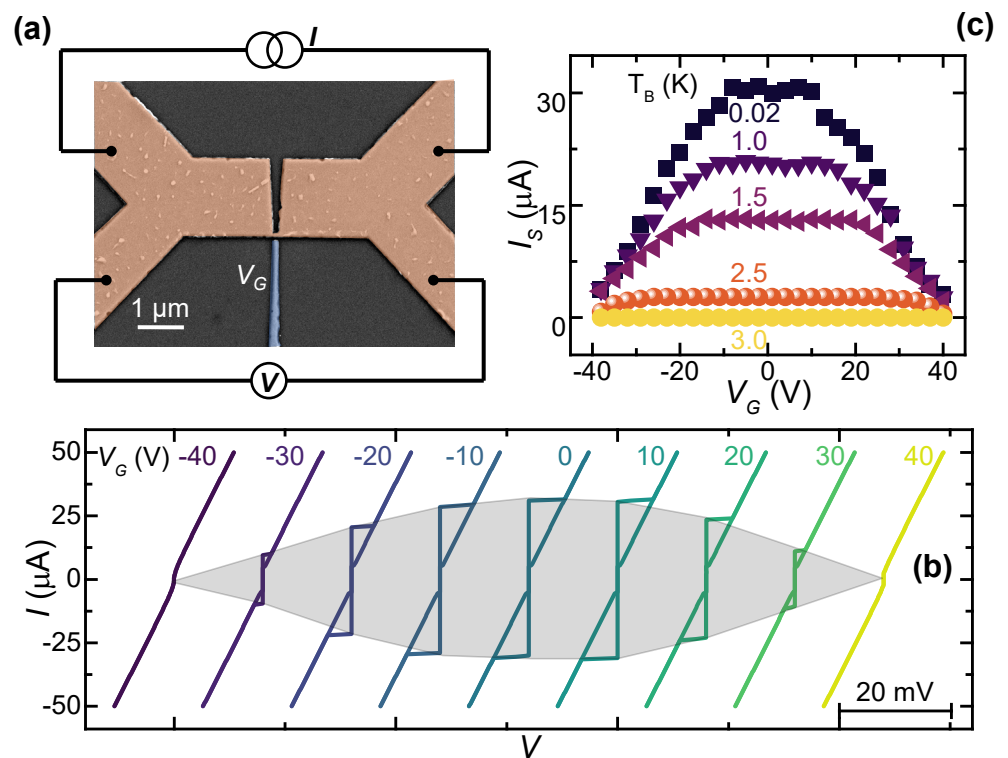 (a)
I
V_G
1 μm
V
(c)
T_B (K)
0.02
1.0
1.5
2.5
3.0
30
15
0
I_S (μA)
-40 -20 0 20 40
V_G (V)
V_G (V) -40 -30 -20 -10 0 10 20 30 40
50
25
0
-25
-50
I (μA)
(b)
20 mV
V